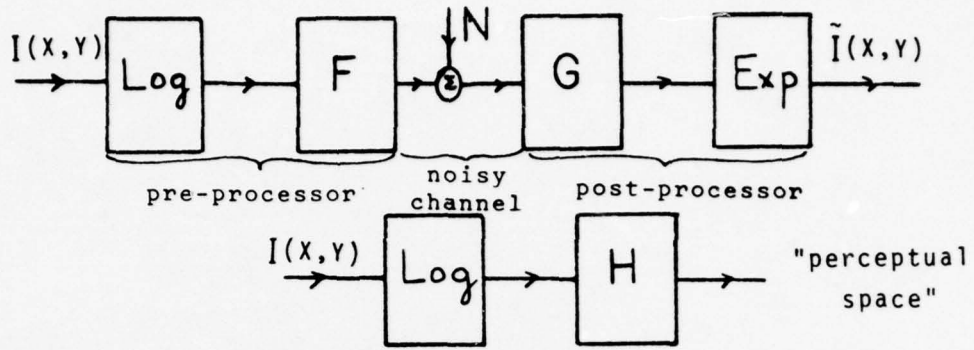 I(X,Y) Log F N Σ G Exp Ĩ(X,Y)
pre-processor noisy channel post-processor
I(X,Y) Log H "perceptual space"